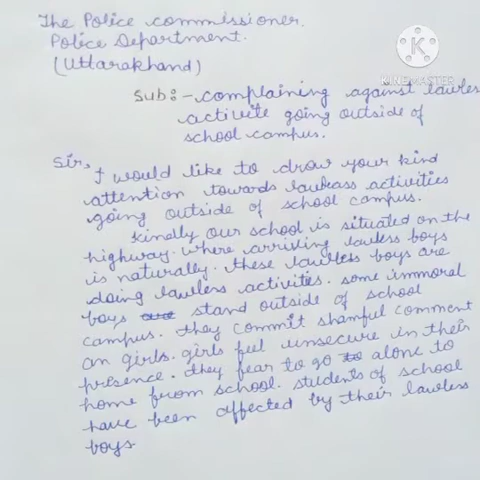 The Police commissioner.
Police Department.
(Uttarakhand)
K
KINEMASTER
Sub:- complaining against lawles
activite going outside of
school campus.
Sir, I would like to draw your kind
attention towards lawless activities
going outside of school campus.
Kindly our school is situated on the
highway. where arriving lawless boys
is naturally. these lawless boys are
doing lawless activities. some immoral
boys stand outside of school
campus. they commit shamful comment
on girls. girls feel unsecure in their
presence. they fear to go to alone to
home from school. students of school
have been affected by their lawless
boys